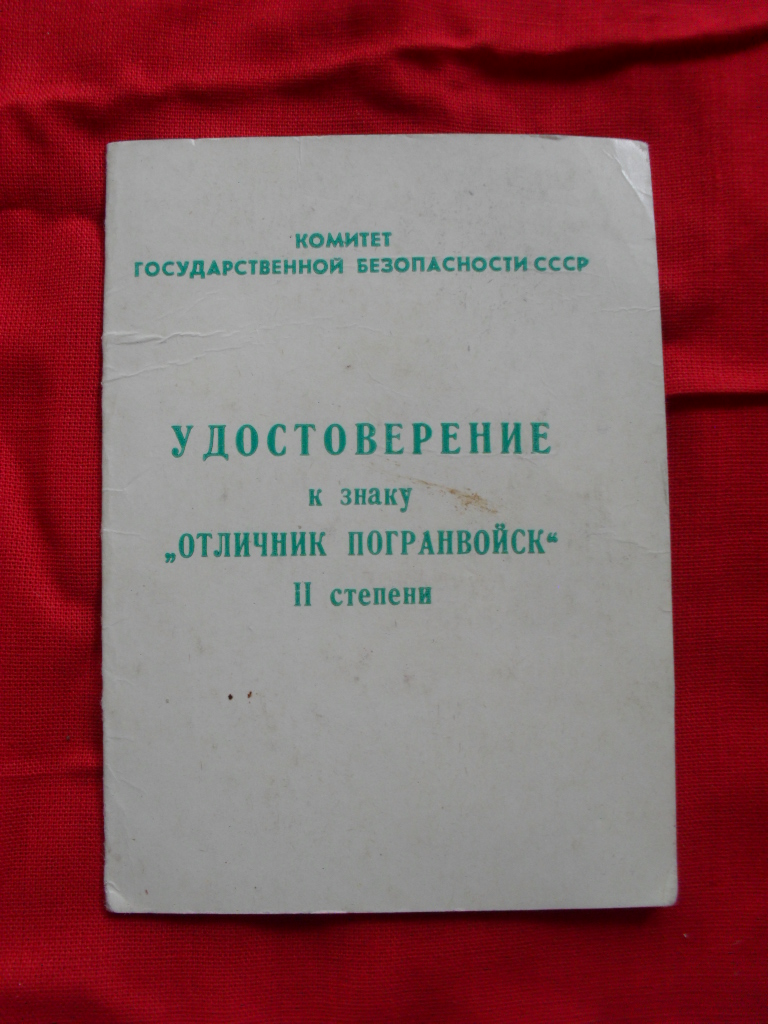 КОМИТЕТ
ГОСУДАРСТВЕННОЙ БЕЗОПАСНОСТИ СССР
УДОСТОВЕРЕНИЕ
к знаку
„ОТЛИЧНИК ПОГРАНВОЙСК“
II степени